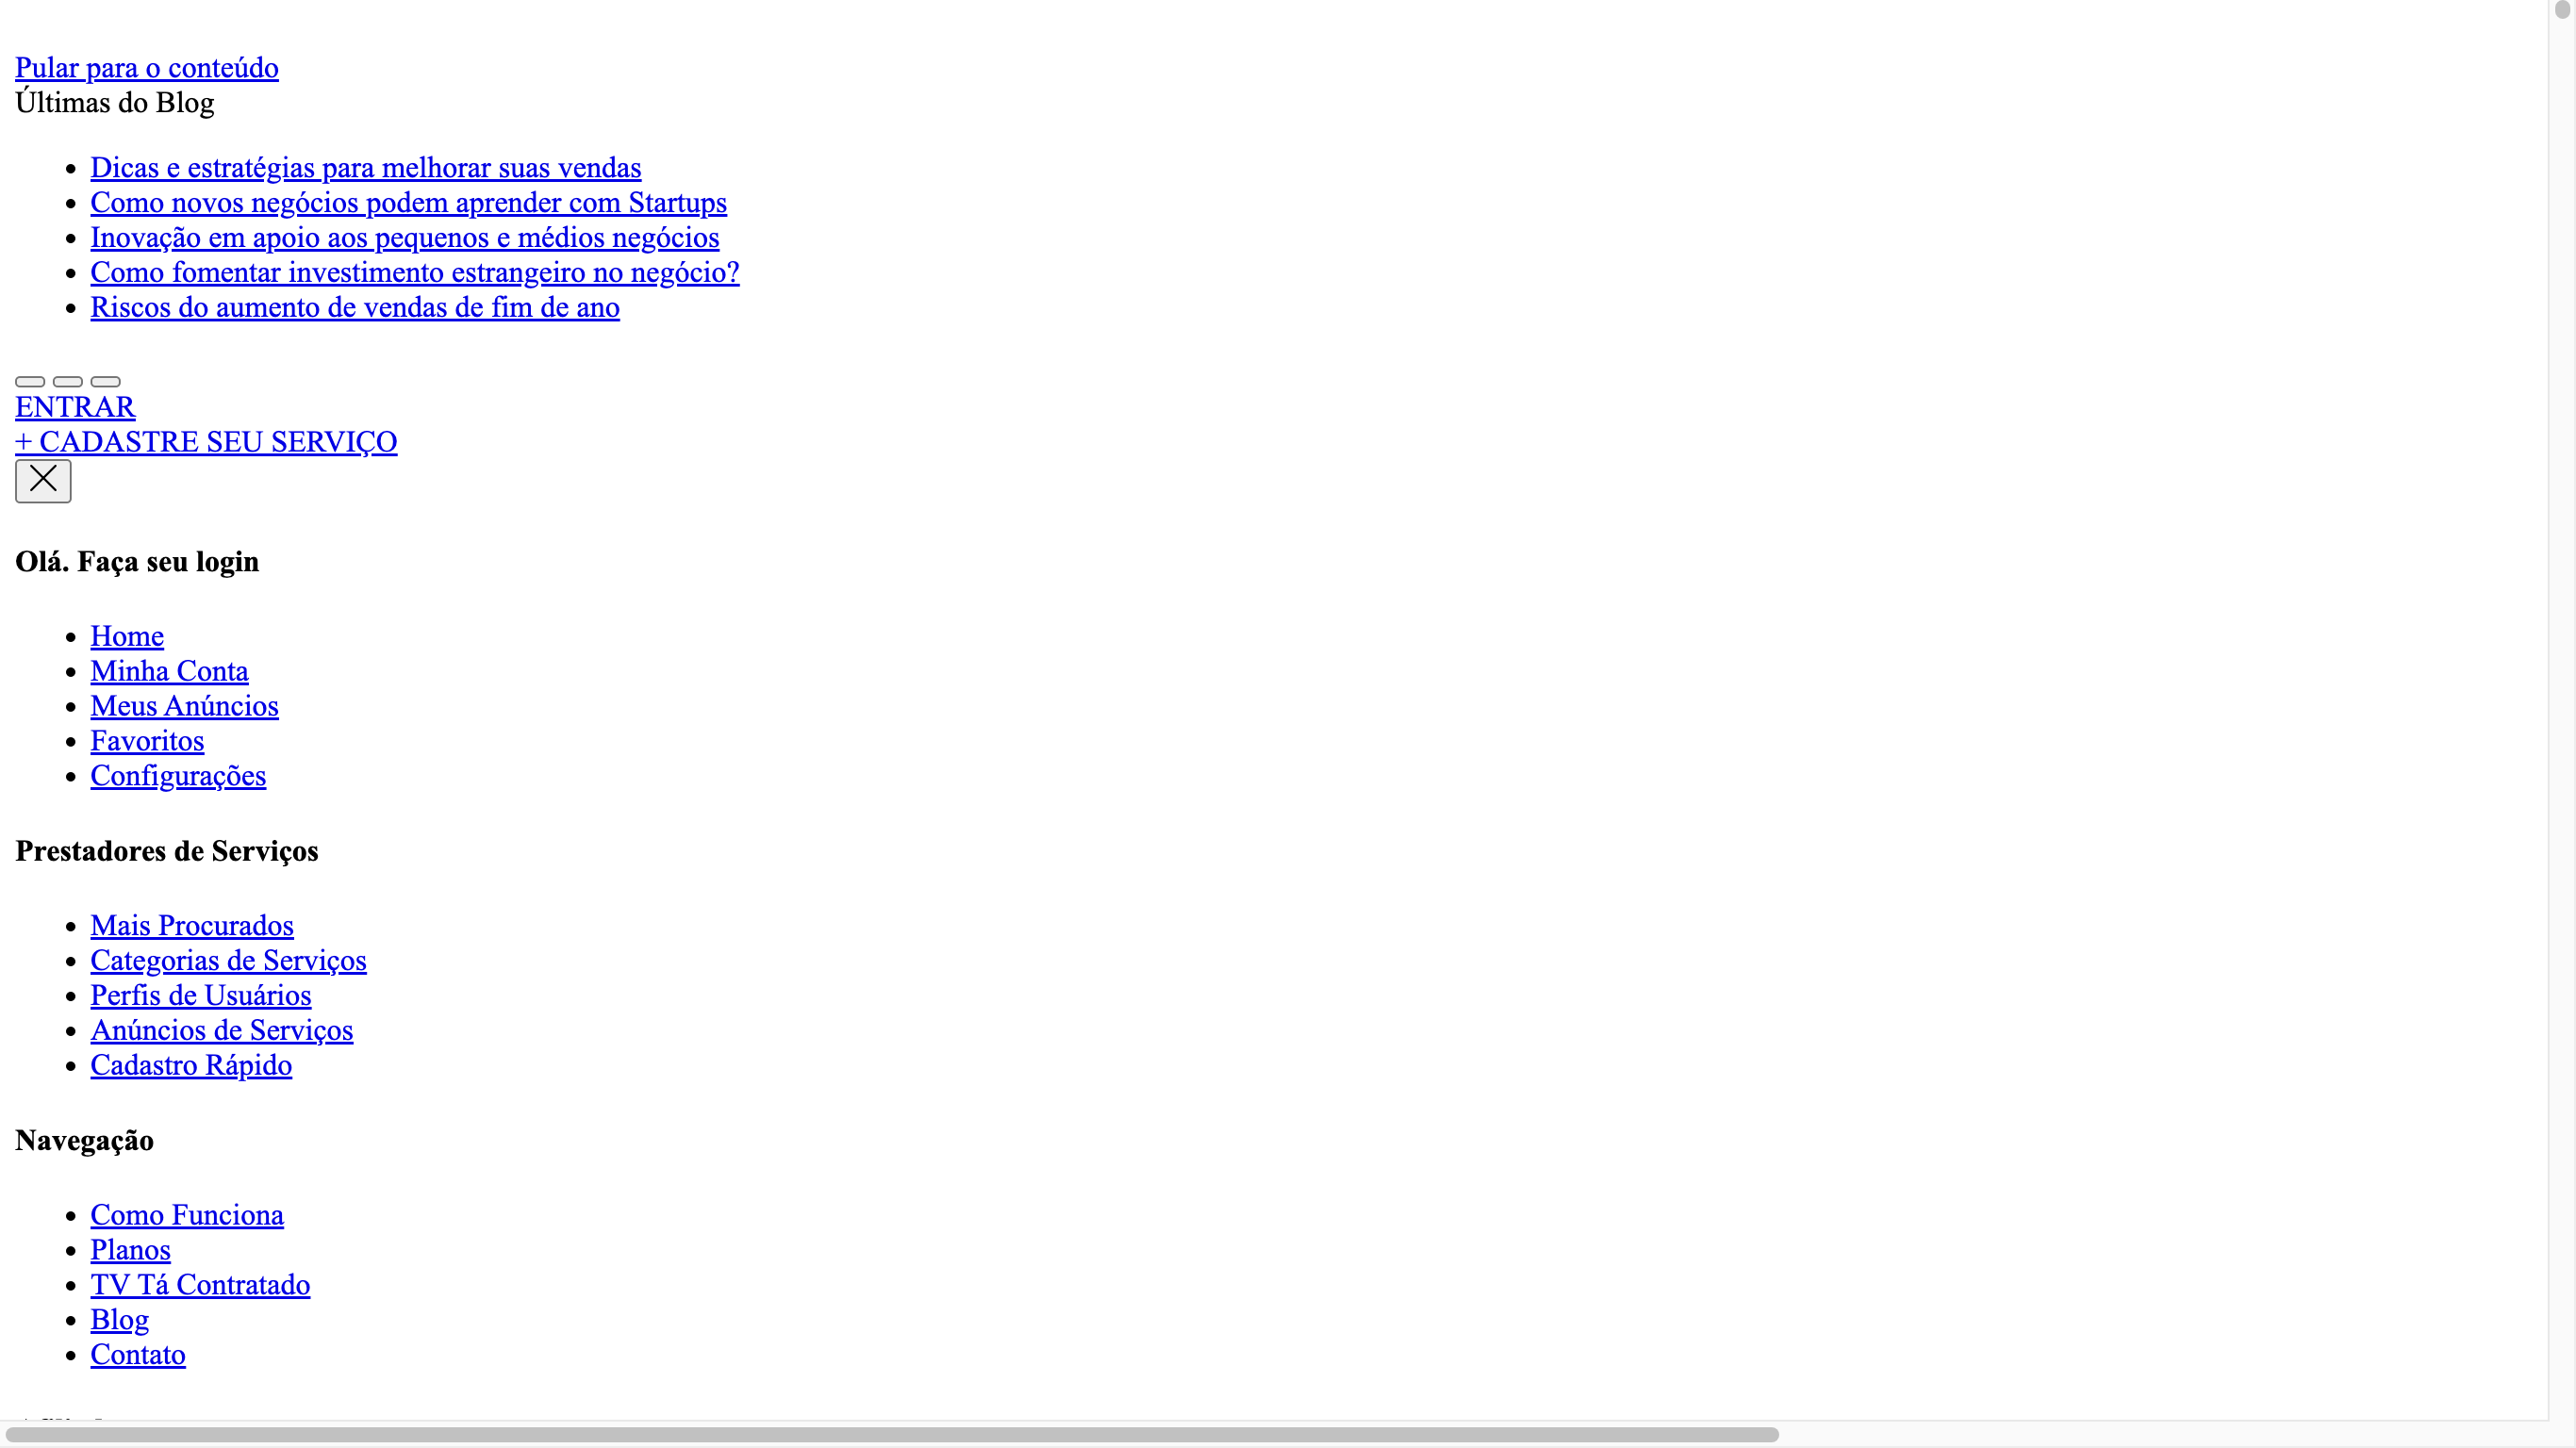 Pular para o conteúdo
Últimas do Blog
Dicas e estratégias para melhorar suas vendas
Como novos negócios podem aprender com Startups
Inovação em apoio aos pequenos e médios negócios
Como fomentar investimento estrangeiro no negócio?
Riscos do aumento de vendas de fim de ano
ENTRAR
+ CADASTRE SEU SERVIÇO
Olá. Faça seu login
Home
Minha Conta
Meus Anúncios
Favoritos
Configurações
Prestadores de Serviços
Mais Procurados
Categorias de Serviços
Perfis de Usuários
Anúncios de Serviços
Cadastro Rápido
Navegação
Como Funciona
Planos
TV Tá Contratado
Blog
Contato